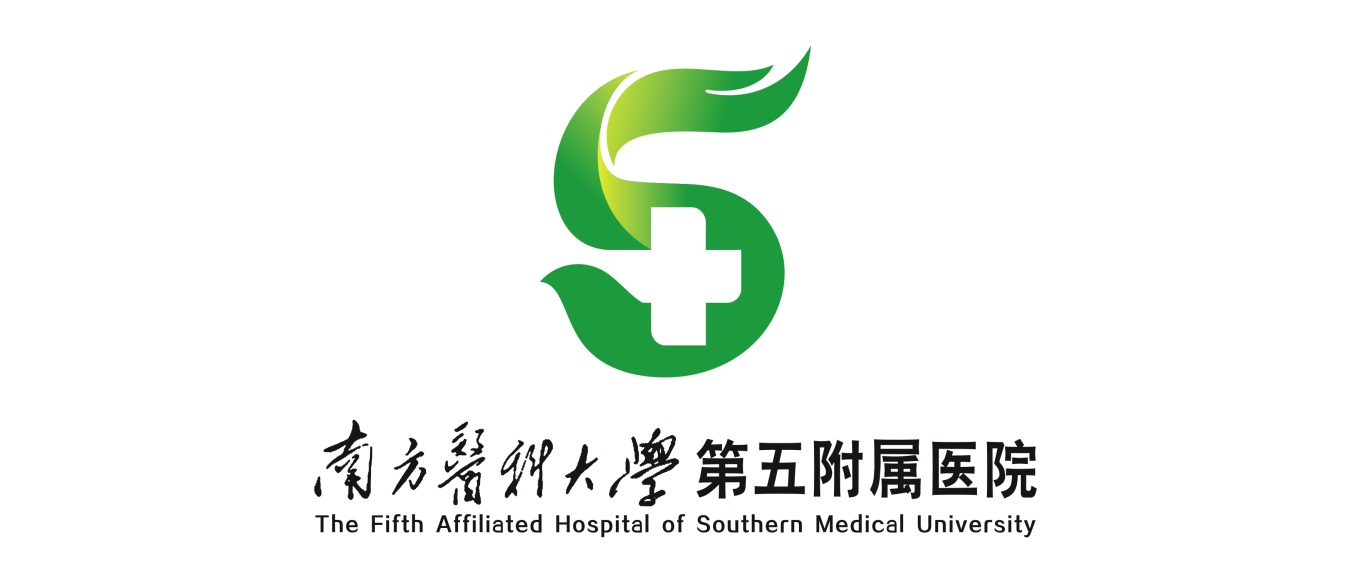 南方醫科大學第五附属医院
The Fifth Affiliated Hospital of Southern Medical University